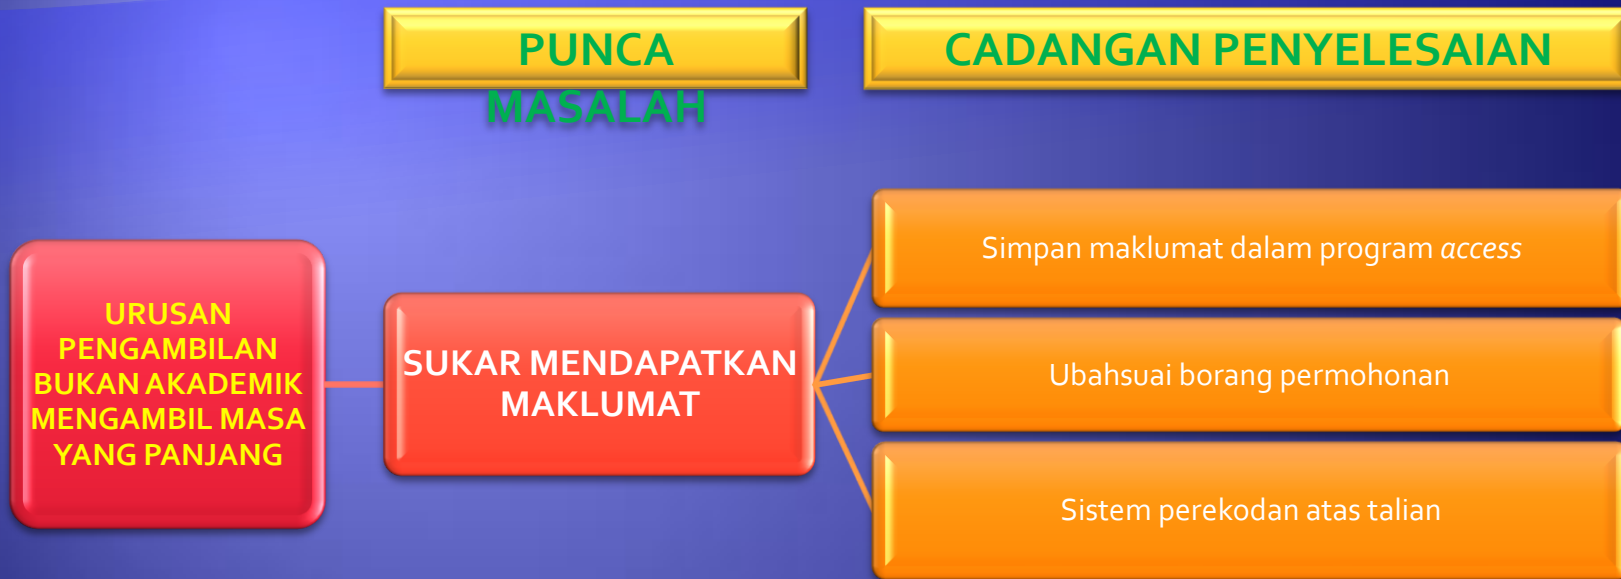 PUNCA
MASALAH
CADANGAN PENYELESAIAN
URUSAN
PENGAMBILAN
BUKAN AKADEMIK
MENGAMBIL MASA
YANG PANJANG
SUKAR MENDAPATKAN
MAKLUMAT
Simpan maklumat dalam program access
Ubahsuai borang permohonan
Sistem perekodan atas talian